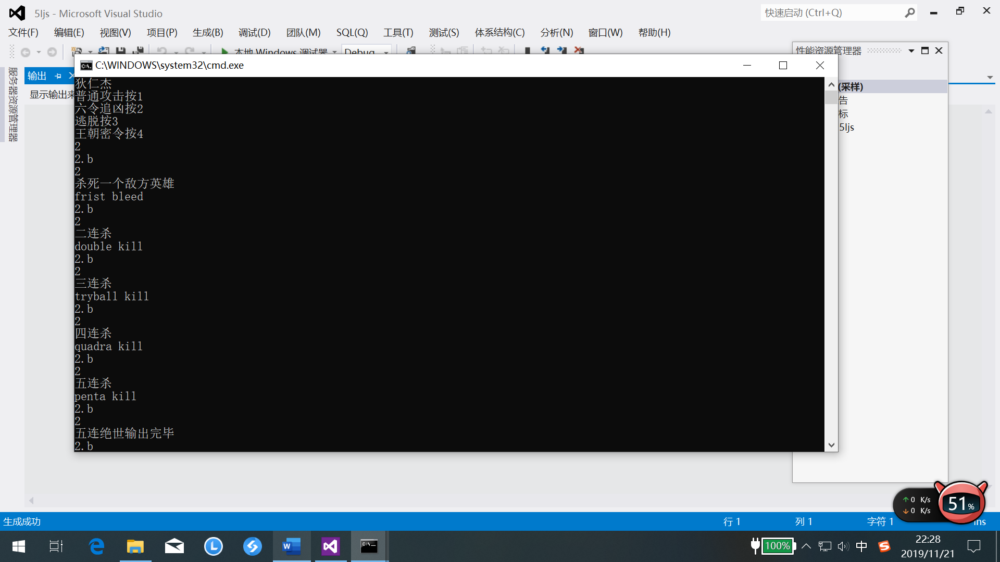 5ljs - Microsoft Visual Studio
快速启动 (Ctrl+Q)
文件(F) 编辑(E) 视图(V) 项目(P) 生成(B) 调试(D) 团队(M) SQL(Q) 工具(T) 测试(S) 体系结构(C) 分析(N) 窗口(W) 帮助(H)
本地 Windows 调试器 Debug
性能资源管理器
服务器资源管理器
输出
显示输出来
C:\WINDOWS\system32\cmd.exe
狄仁杰
普通攻击按1
六令追凶按2
逃脱按3
王朝密令按4
2
2.b
2
杀死一个敌方英雄
frist bleed
2.b
2
二连杀
double kill
2.b
2
三连杀
tryball kill
2.b
2
四连杀
quadra kill
2.b
2
五连杀
penta kill
2.b
2
五连绝世输出完毕
2.b
(采样)
告
标
5ljs
↑ 0 K/s
↓ 0 K/s
51%
生成成功
行 1 列 1 字符 1 Ins
100%
中
22:28
2019/11/21